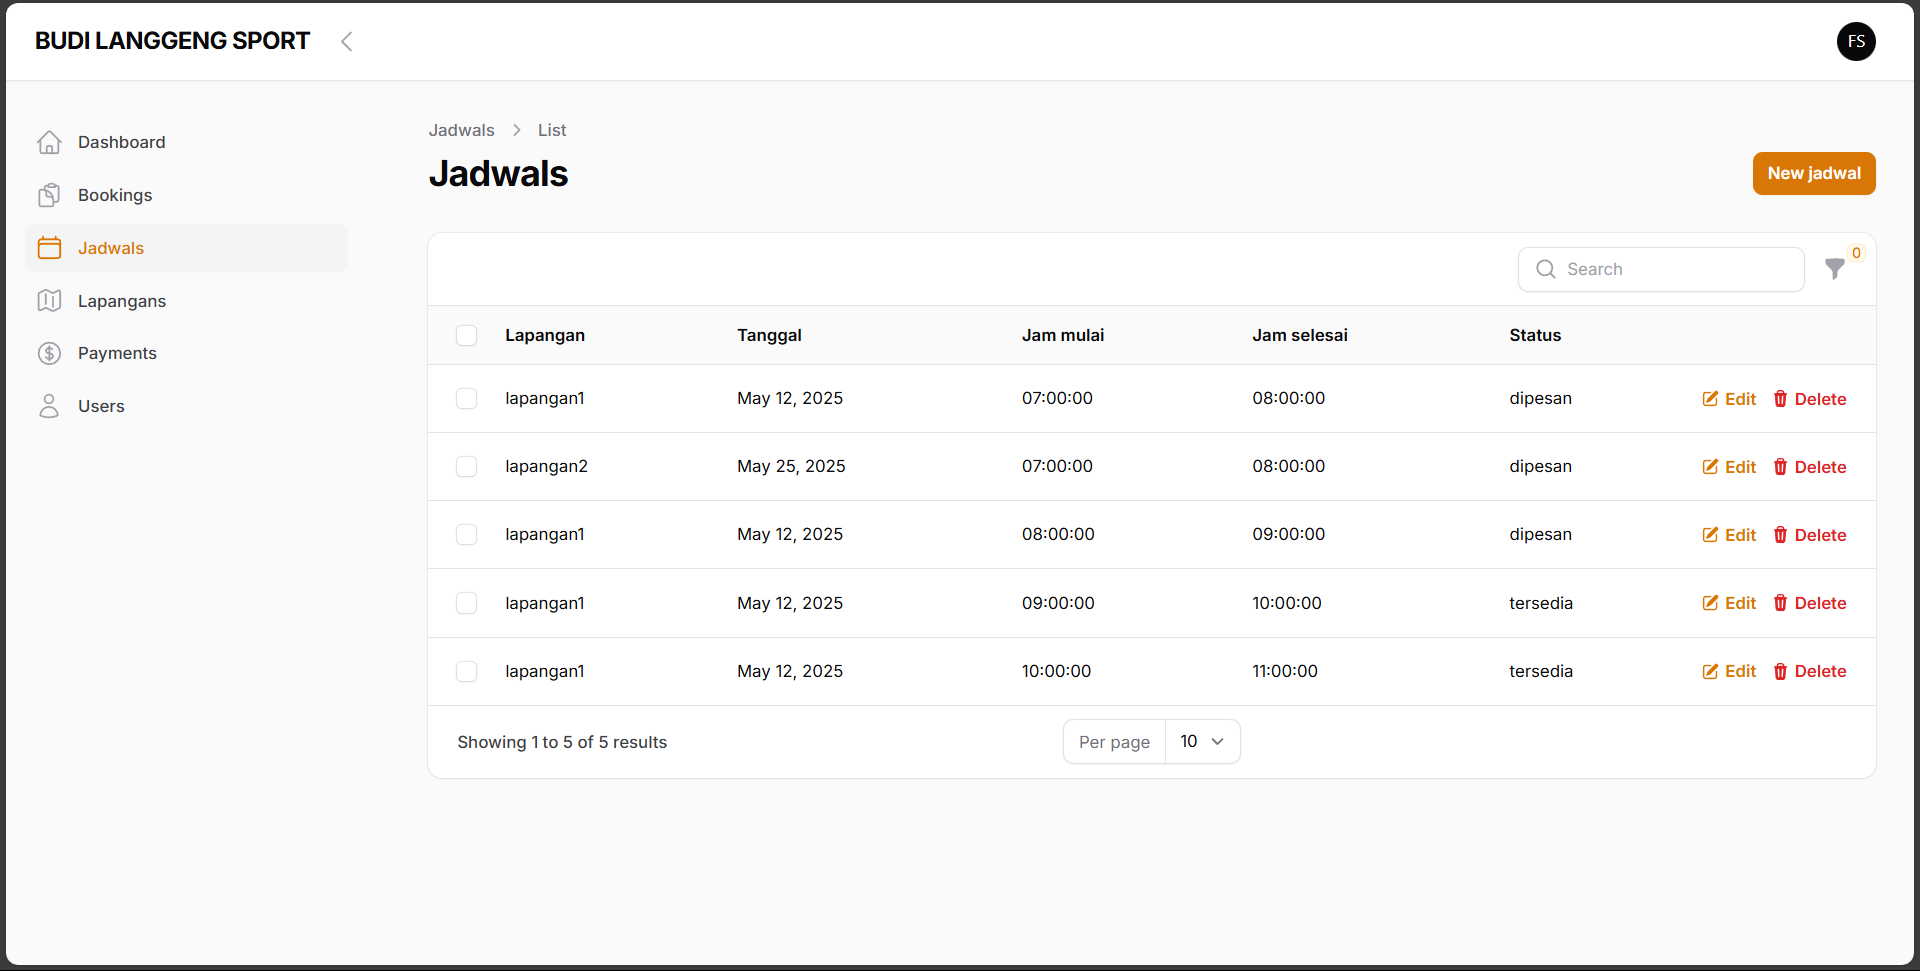 BUDI LANGGENG SPORT
FS
Dashboard
Bookings
Jadwals
Lapangans
Payments
Users
Jadwals List
Jadwals
New jadwal
Search
0
Lapangan Tanggal Jam mulai Jam selesai Status
lapangan1 May 12, 2025 07:00:00 08:00:00 dipesan Edit Delete
lapangan2 May 25, 2025 07:00:00 08:00:00 dipesan Edit Delete
lapangan1 May 12, 2025 08:00:00 09:00:00 dipesan Edit Delete
lapangan1 May 12, 2025 09:00:00 10:00:00 tersedia Edit Delete
lapangan1 May 12, 2025 10:00:00 11:00:00 tersedia Edit Delete
Showing 1 to 5 of 5 results Per page 10